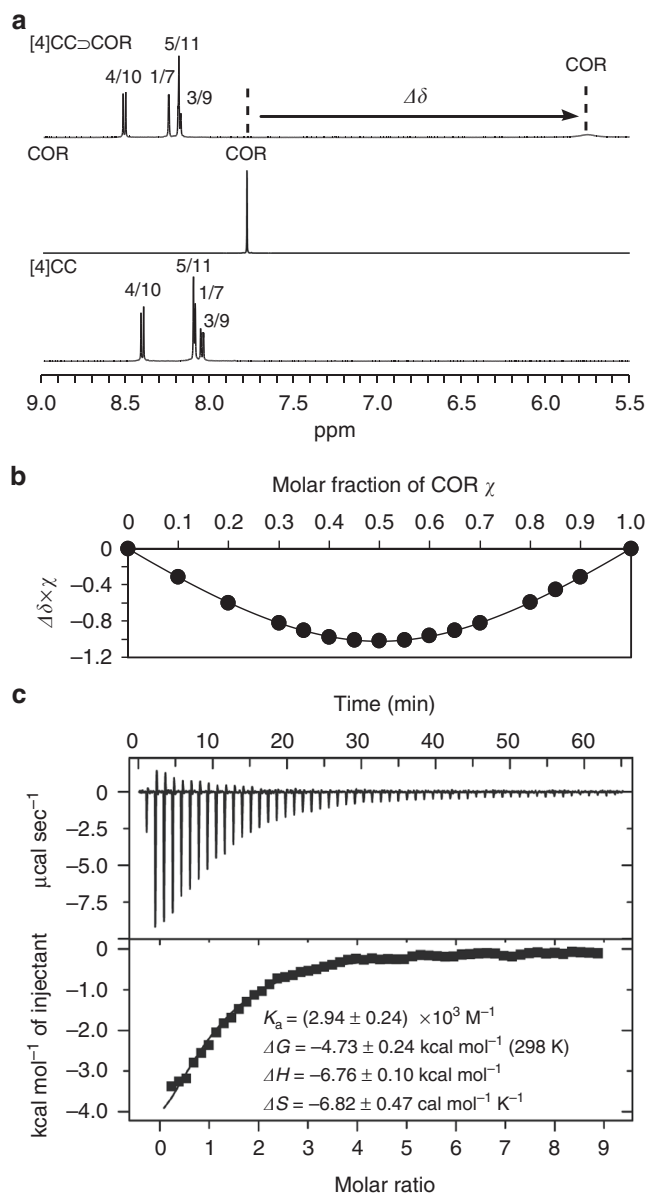 a
[4]CC⊃COR
5/11
4/10 1/7
3/9
COR
Δδ
COR
COR
[4]CC
5/11
4/10
1/7
3/9
9.0 8.5 8.0 7.5 7.0 6.5 6.0 5.5
ppm
b
Molar fraction of COR χ
0 0.1 0.2 0.3 0.4 0.5 0.6 0.7 0.8 0.9 1.0
0
−0.4
−0.8
−1.2
Δδ×χ
c
Time (min)
0 10 20 30 40 50 60
0
−2.5
−5.0
−7.5
µcal sec⁻¹
0
−1.0
−2.0
−3.0
−4.0
kcal mol⁻¹ of injectant
Kₐ = (2.94 ± 0.24) ×10³ M⁻¹
ΔG = −4.73 ± 0.24 kcal mol⁻¹ (298 K)
ΔH = −6.76 ± 0.10 kcal mol⁻¹
ΔS = −6.82 ± 0.47 cal mol⁻¹ K⁻¹
0 1 2 3 4 5 6 7 8 9
Molar ratio